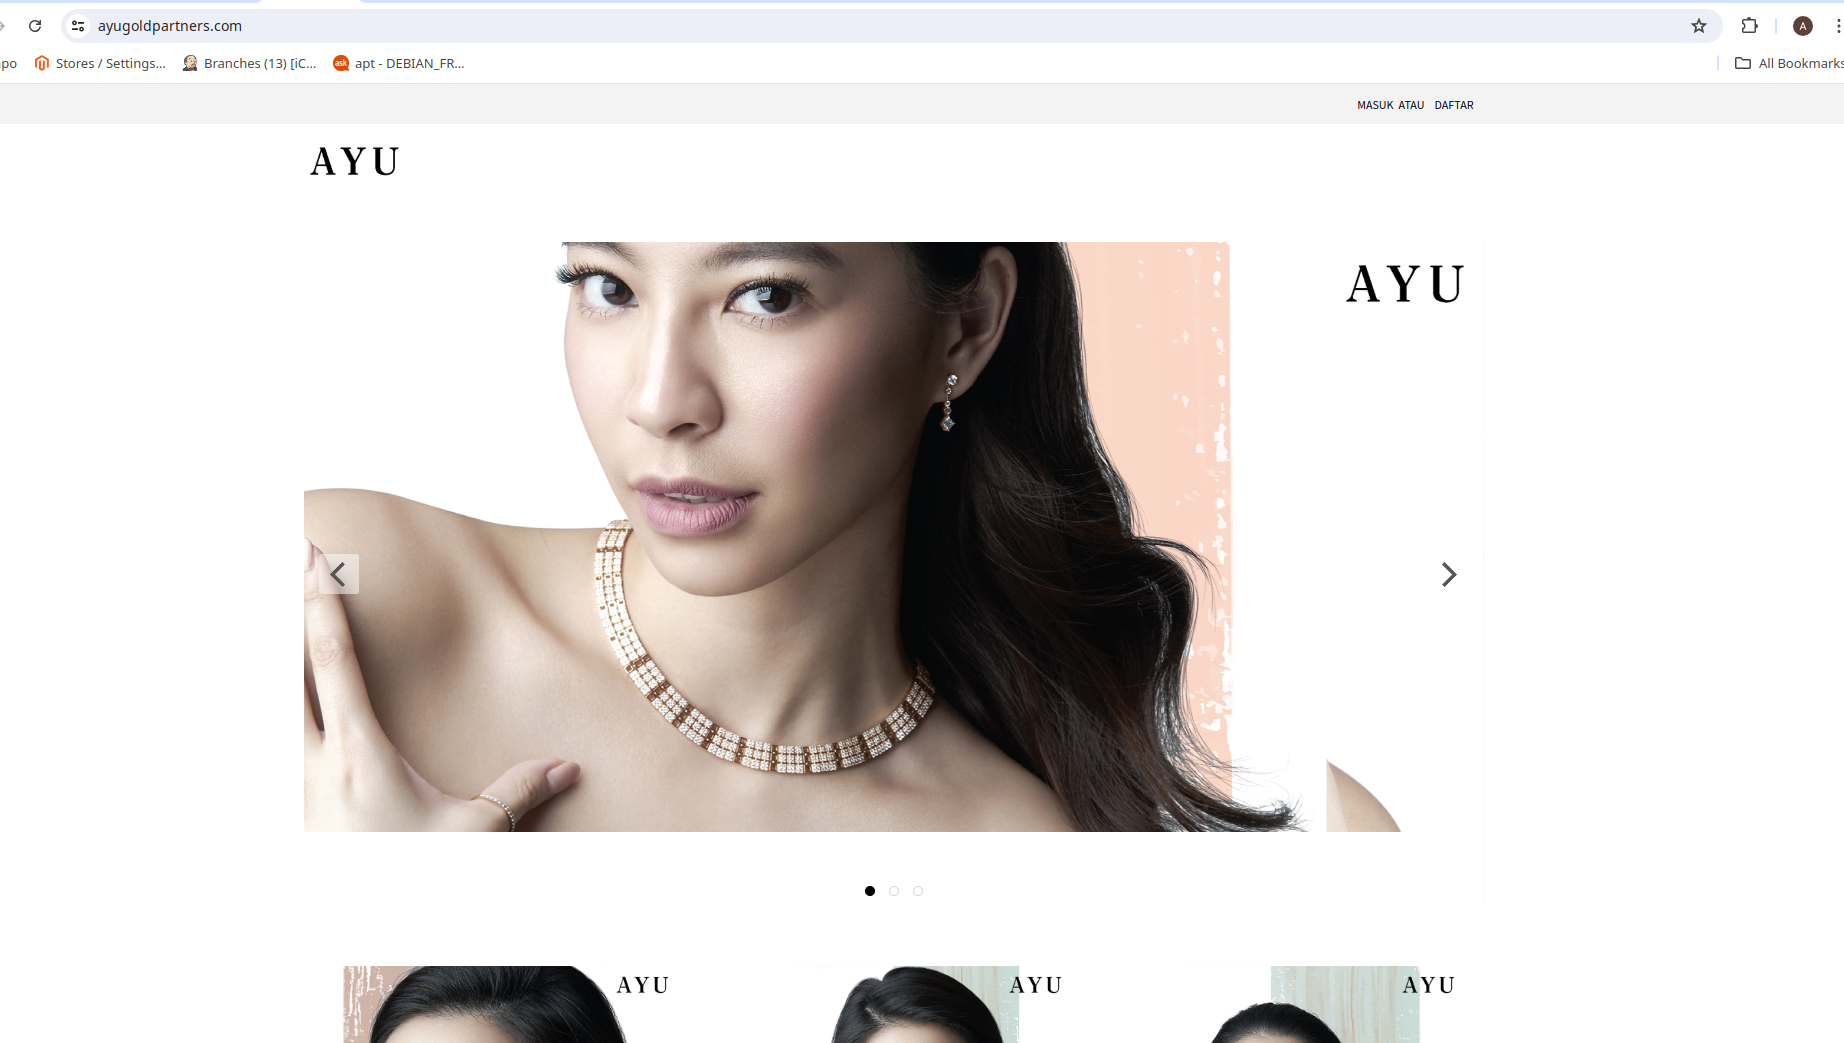 ayugoldpartners.com
A
po
Stores / Settings...
Branches (13) [iC...
ask
apt - DEBIAN_FR...
All Bookmarks
MASUK ATAU DAFTAR
AYU
AYU
AYU
AYU
AYU